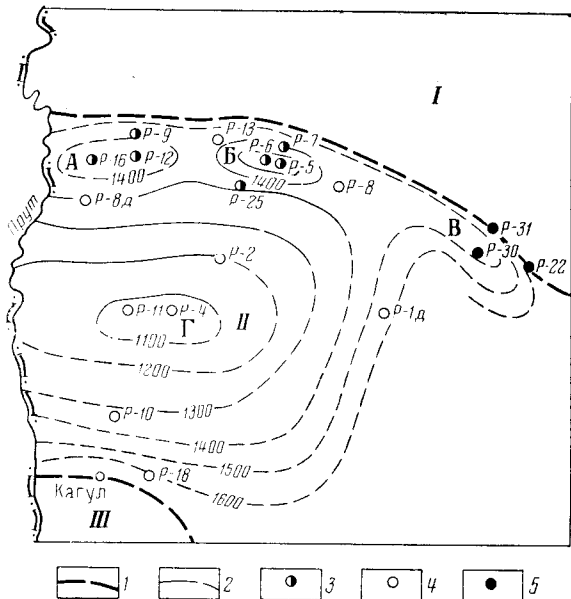 I
P-13
P-9
P-7
А
P-16
P-12
Б
P-6
P-5
1400
1400
P-8
P-8д
P-25
Прут
В
P-31
P-30
P-22
P-2
P-11
P-4
Г
II
P-1д
1100
1200
P-10
1300
1400
1500
P-18
1600
Кагул
III
1
2
3
4
5